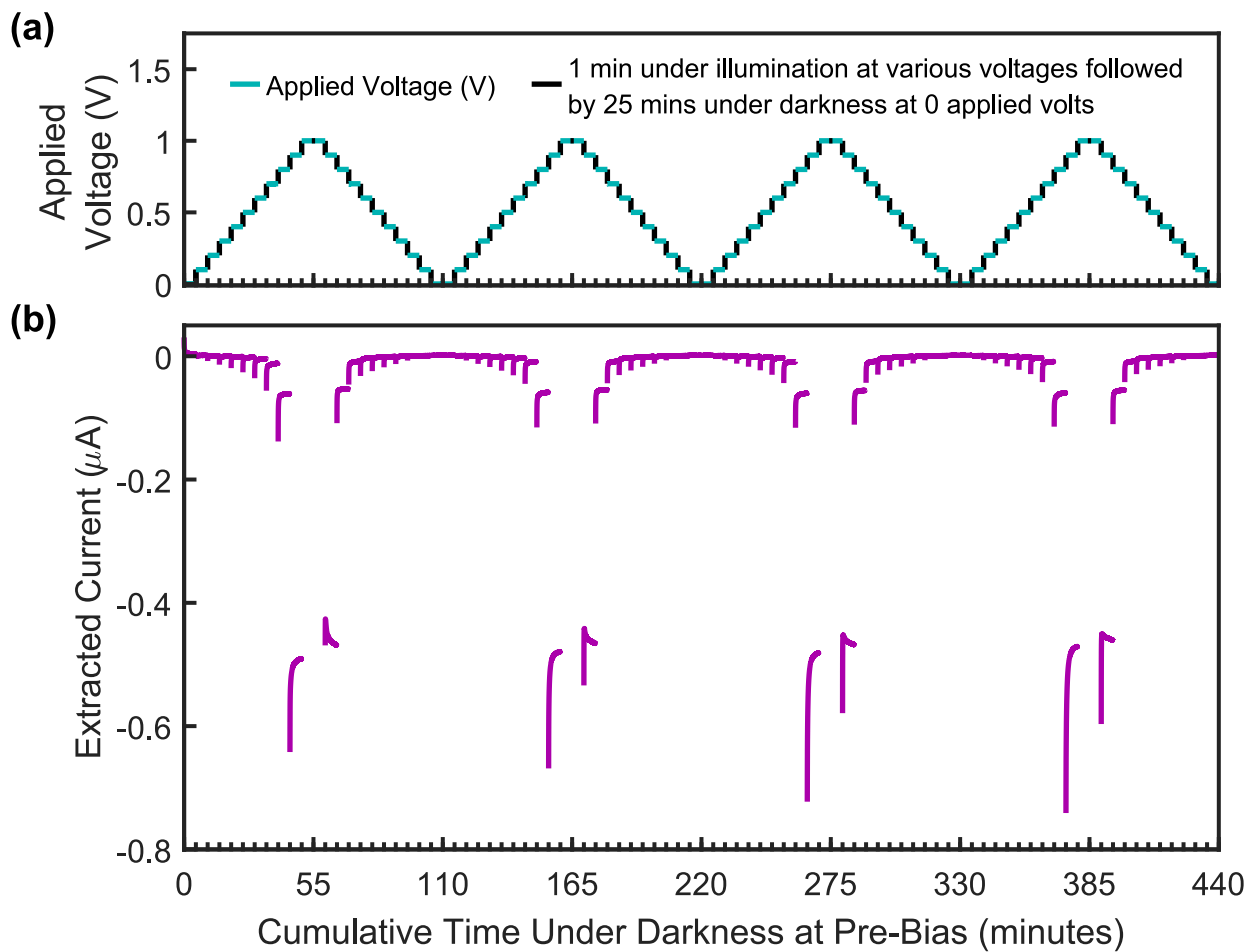 (a)
Applied
Voltage (V)
1.5
1
0.5
0
Applied Voltage (V)
1 min under illumination at various voltages followed
by 25 mins under darkness at 0 applied volts
(b)
Extracted Current (μA)
0
-0.2
-0.4
-0.6
-0.8
0 55 110 165 220 275 330 385 440
Cumulative Time Under Darkness at Pre-Bias (minutes)